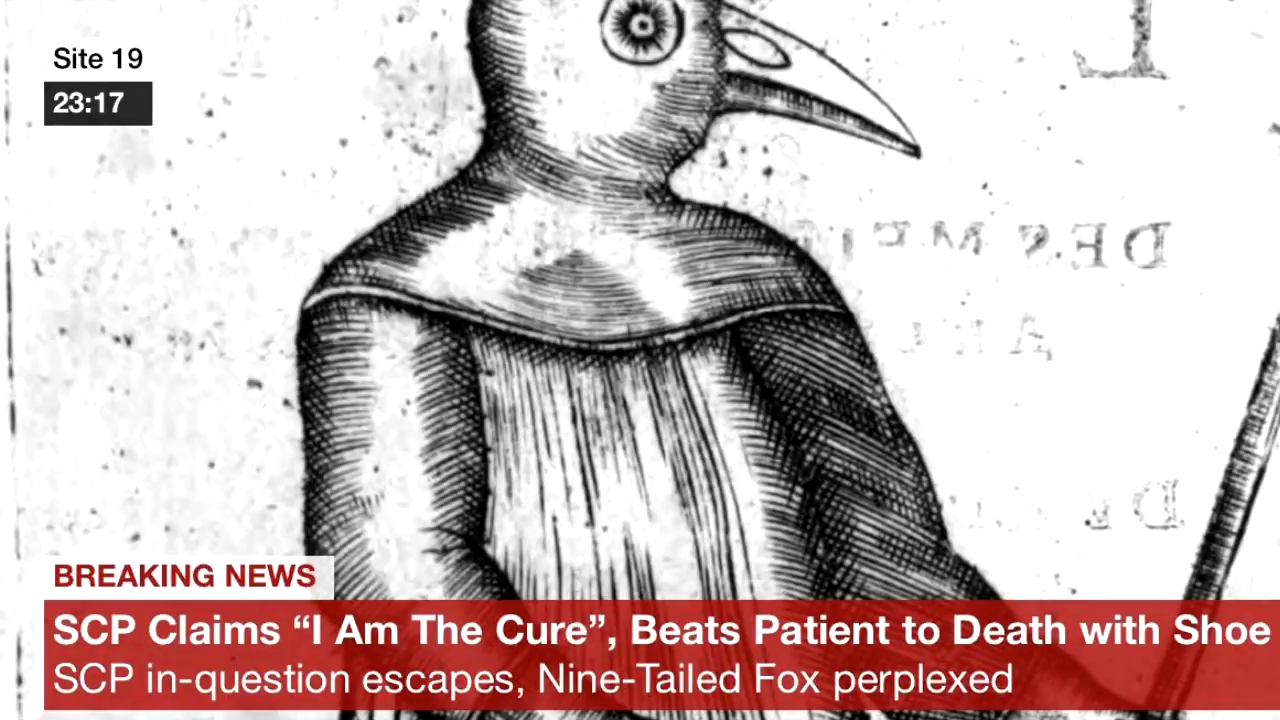 Site 19
23:17
BREAKING NEWS
SCP Claims “I Am The Cure”, Beats Patient to Death with Shoe
SCP in-question escapes, Nine-Tailed Fox perplexed